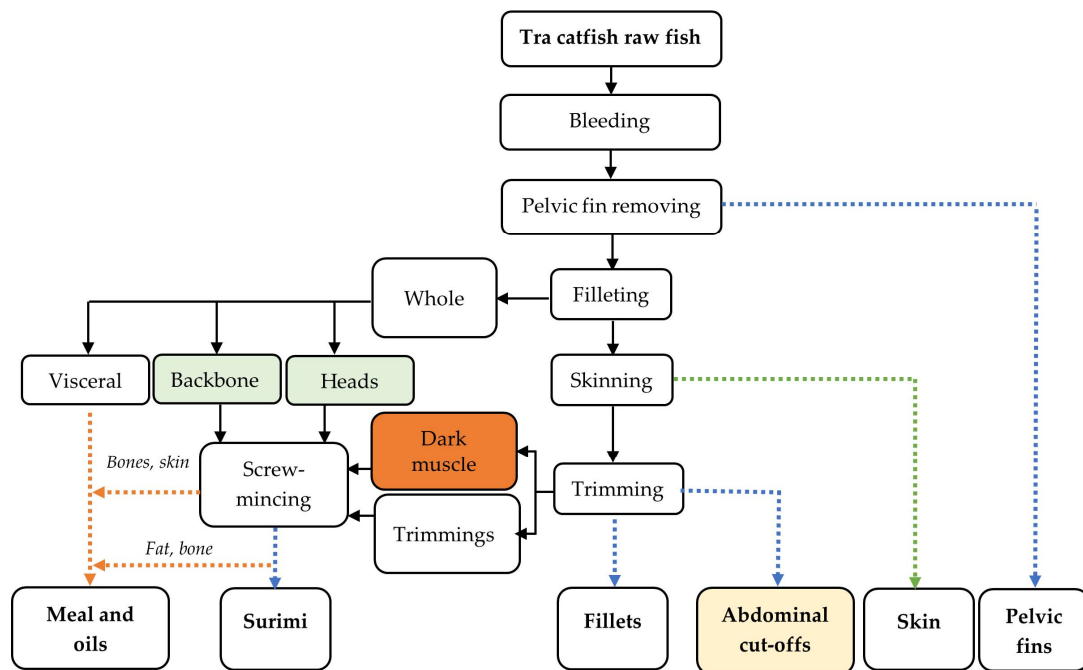 Tra catfish raw fish
Bleeding
Pelvic fin removing
Whole
Filleting
Visceral
Backbone
Heads
Skinning
Dark
muscle
Bones, skin
Screw-
mincing
Trimming
Trimmings
Fat, bone
Meal and
oils
Surimi
Fillets
Abdominal
cut-offs
Skin
Pelvic
fins